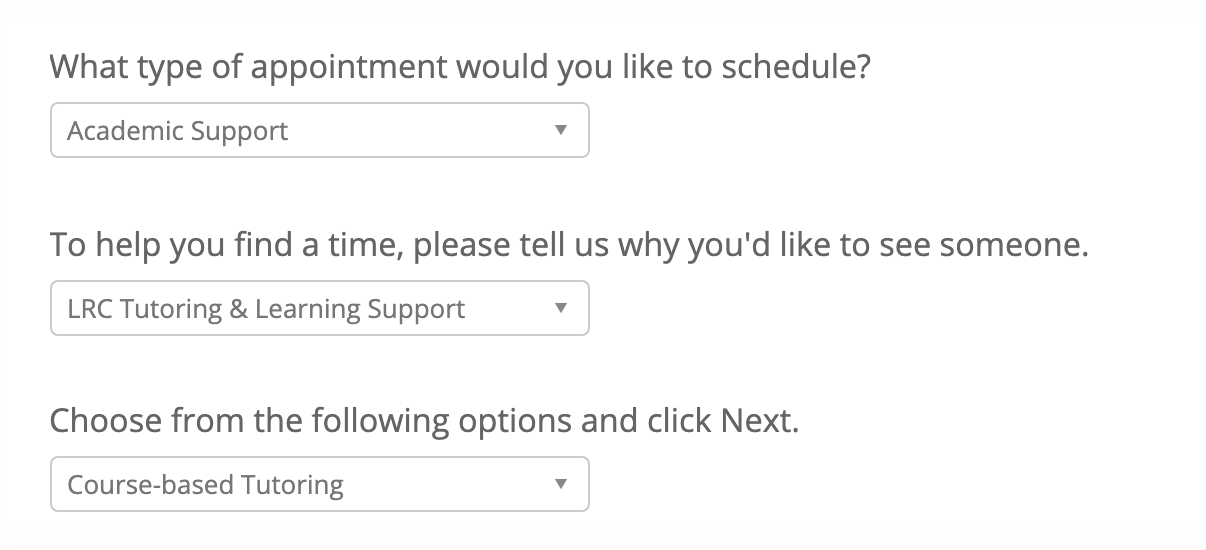 What type of appointment would you like to schedule?
Academic Support
To help you find a time, please tell us why you'd like to see someone.
LRC Tutoring & Learning Support
Choose from the following options and click Next.
Course-based Tutoring